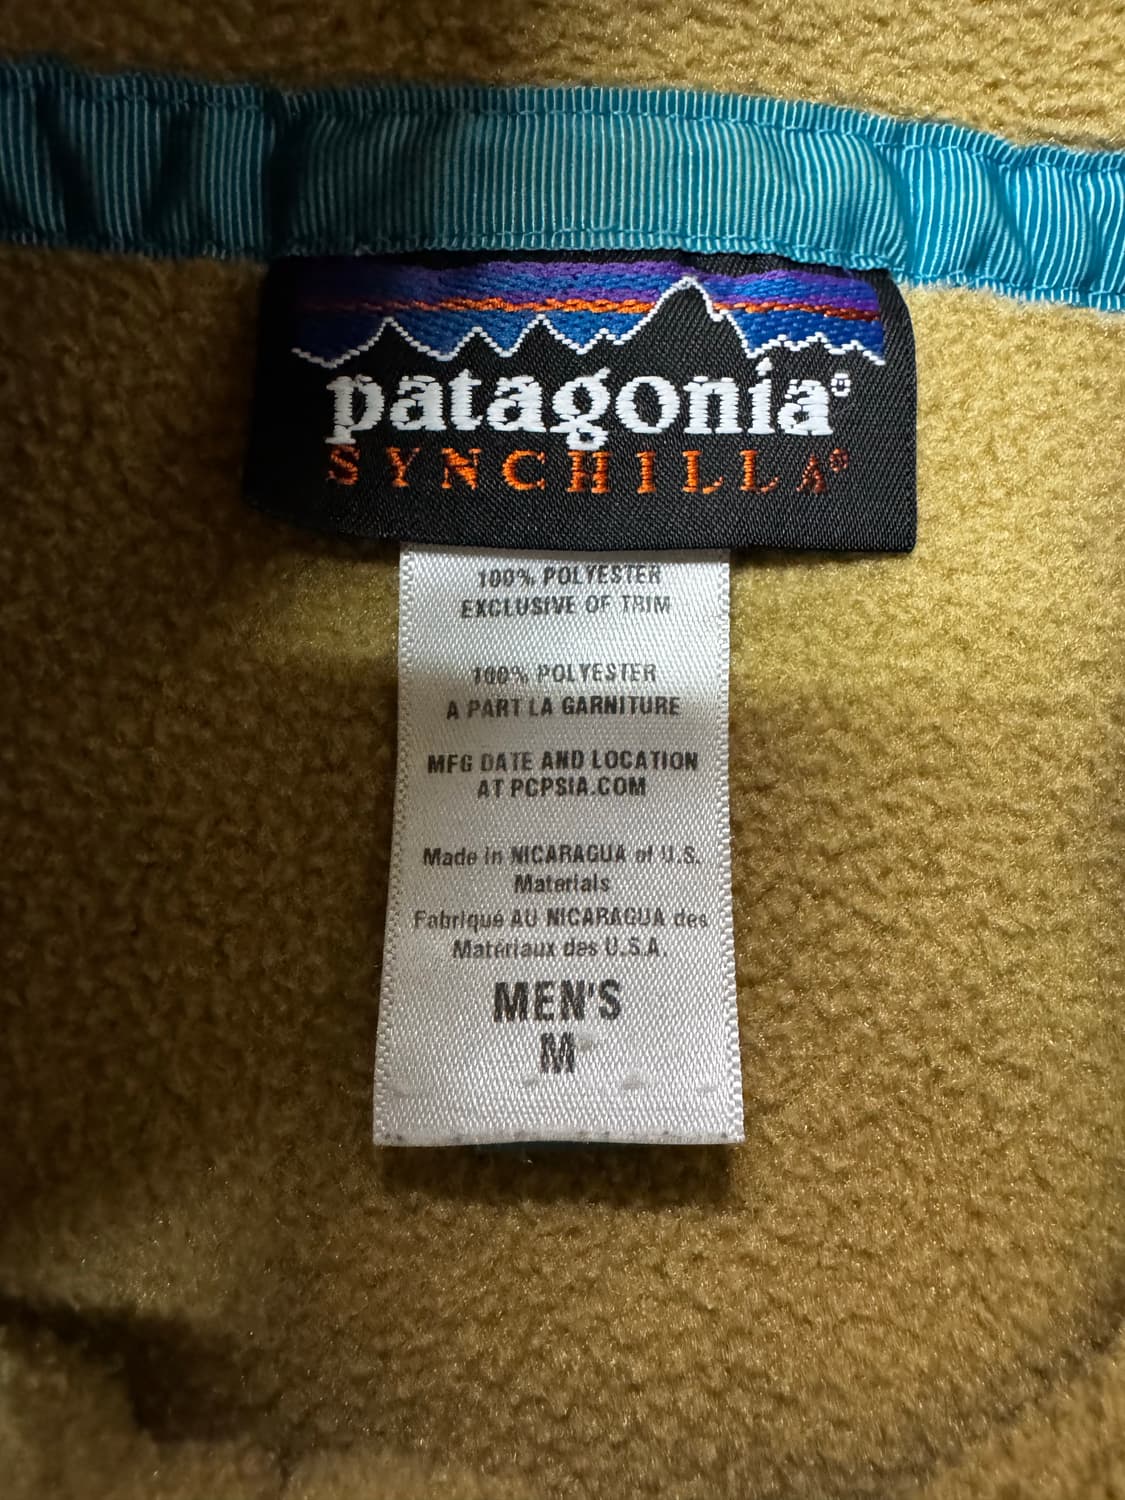 patagonia®
SYNCHILLA®
100% POLYESTER
EXCLUSIVE OF TRIM
100% POLYESTER
A PART LA GARNITURE
MFG DATE AND LOCATION
AT PCPSIA.COM
Made in NICARAGUA of U.S.
Materials
Fabriqué AU NICARAGUA des
Matériaux des U.S.A.
MEN'S
M